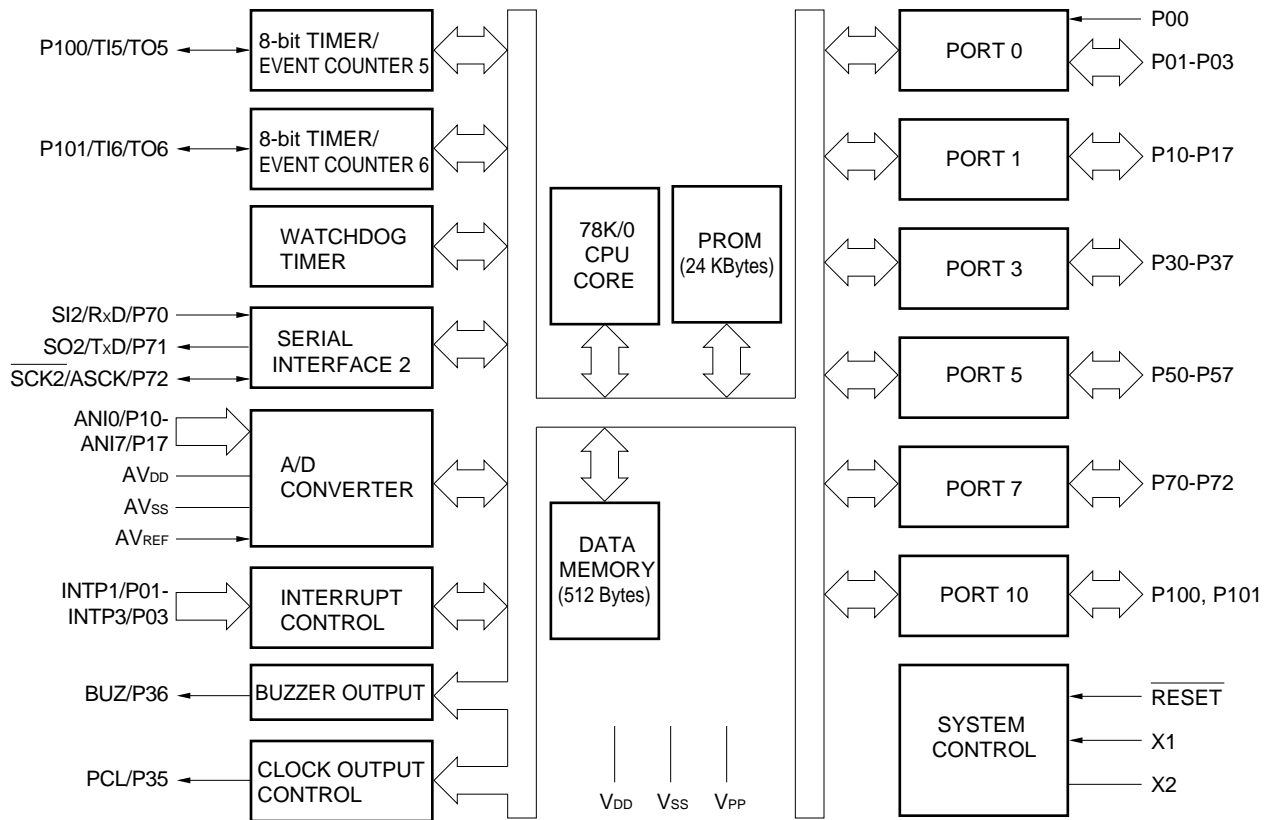 P100/TI5/TO5
8-bit TIMER/
EVENT COUNTER 5
P101/TI6/TO6
8-bit TIMER/
EVENT COUNTER 6
WATCHDOG
TIMER
SI2/RxD/P70
SO2/TxD/P71
SCK2/ASCK/P72
SERIAL
INTERFACE 2
ANI0/P10-
ANI7/P17
AVDD
AVSS
AVREF
A/D
CONVERTER
INTP1/P01-
INTP3/P03
INTERRUPT
CONTROL
BUZ/P36
BUZZER OUTPUT
PCL/P35
CLOCK OUTPUT
CONTROL
78K/0
CPU
CORE
PROM
(24 KBytes)
DATA
MEMORY
(512 Bytes)
VDD
VSS
VPP
PORT 0
P00
P01-P03
PORT 1
P10-P17
PORT 3
P30-P37
PORT 5
P50-P57
PORT 7
P70-P72
PORT 10
P100, P101
SYSTEM
CONTROL
RESET
X1
X2